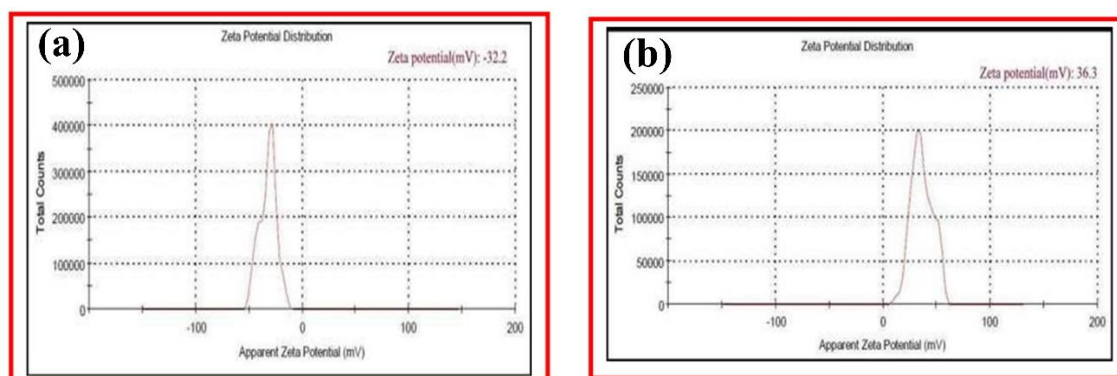 (a)
Zeta Potential Distribution
Zeta potential(mV): -32.2
500000
400000
300000
200000
100000
0
Total Counts
-100
0
100
200
Apparent Zeta Potential (mV)
(b)
Zeta Potential Distribution
Zeta potential(mV): 36.3
250000
200000
150000
100000
50000
0
Total Counts
-100
0
100
200
Apparent Zeta Potential (mV)